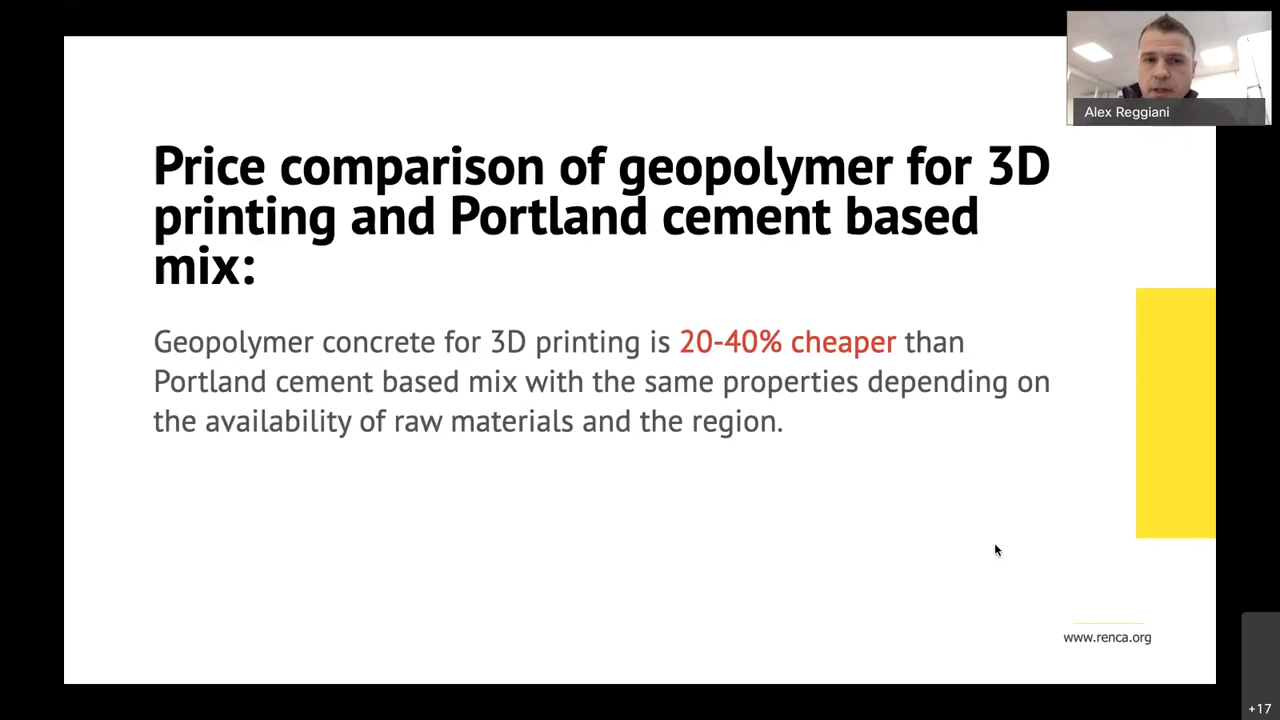 Alex Reggiani
Price comparison of geopolymer for 3D
printing and Portland cement based
mix:
Geopolymer concrete for 3D printing is 20-40% cheaper than
Portland cement based mix with the same properties depending on
the availability of raw materials and the region.
www.renca.org
+17